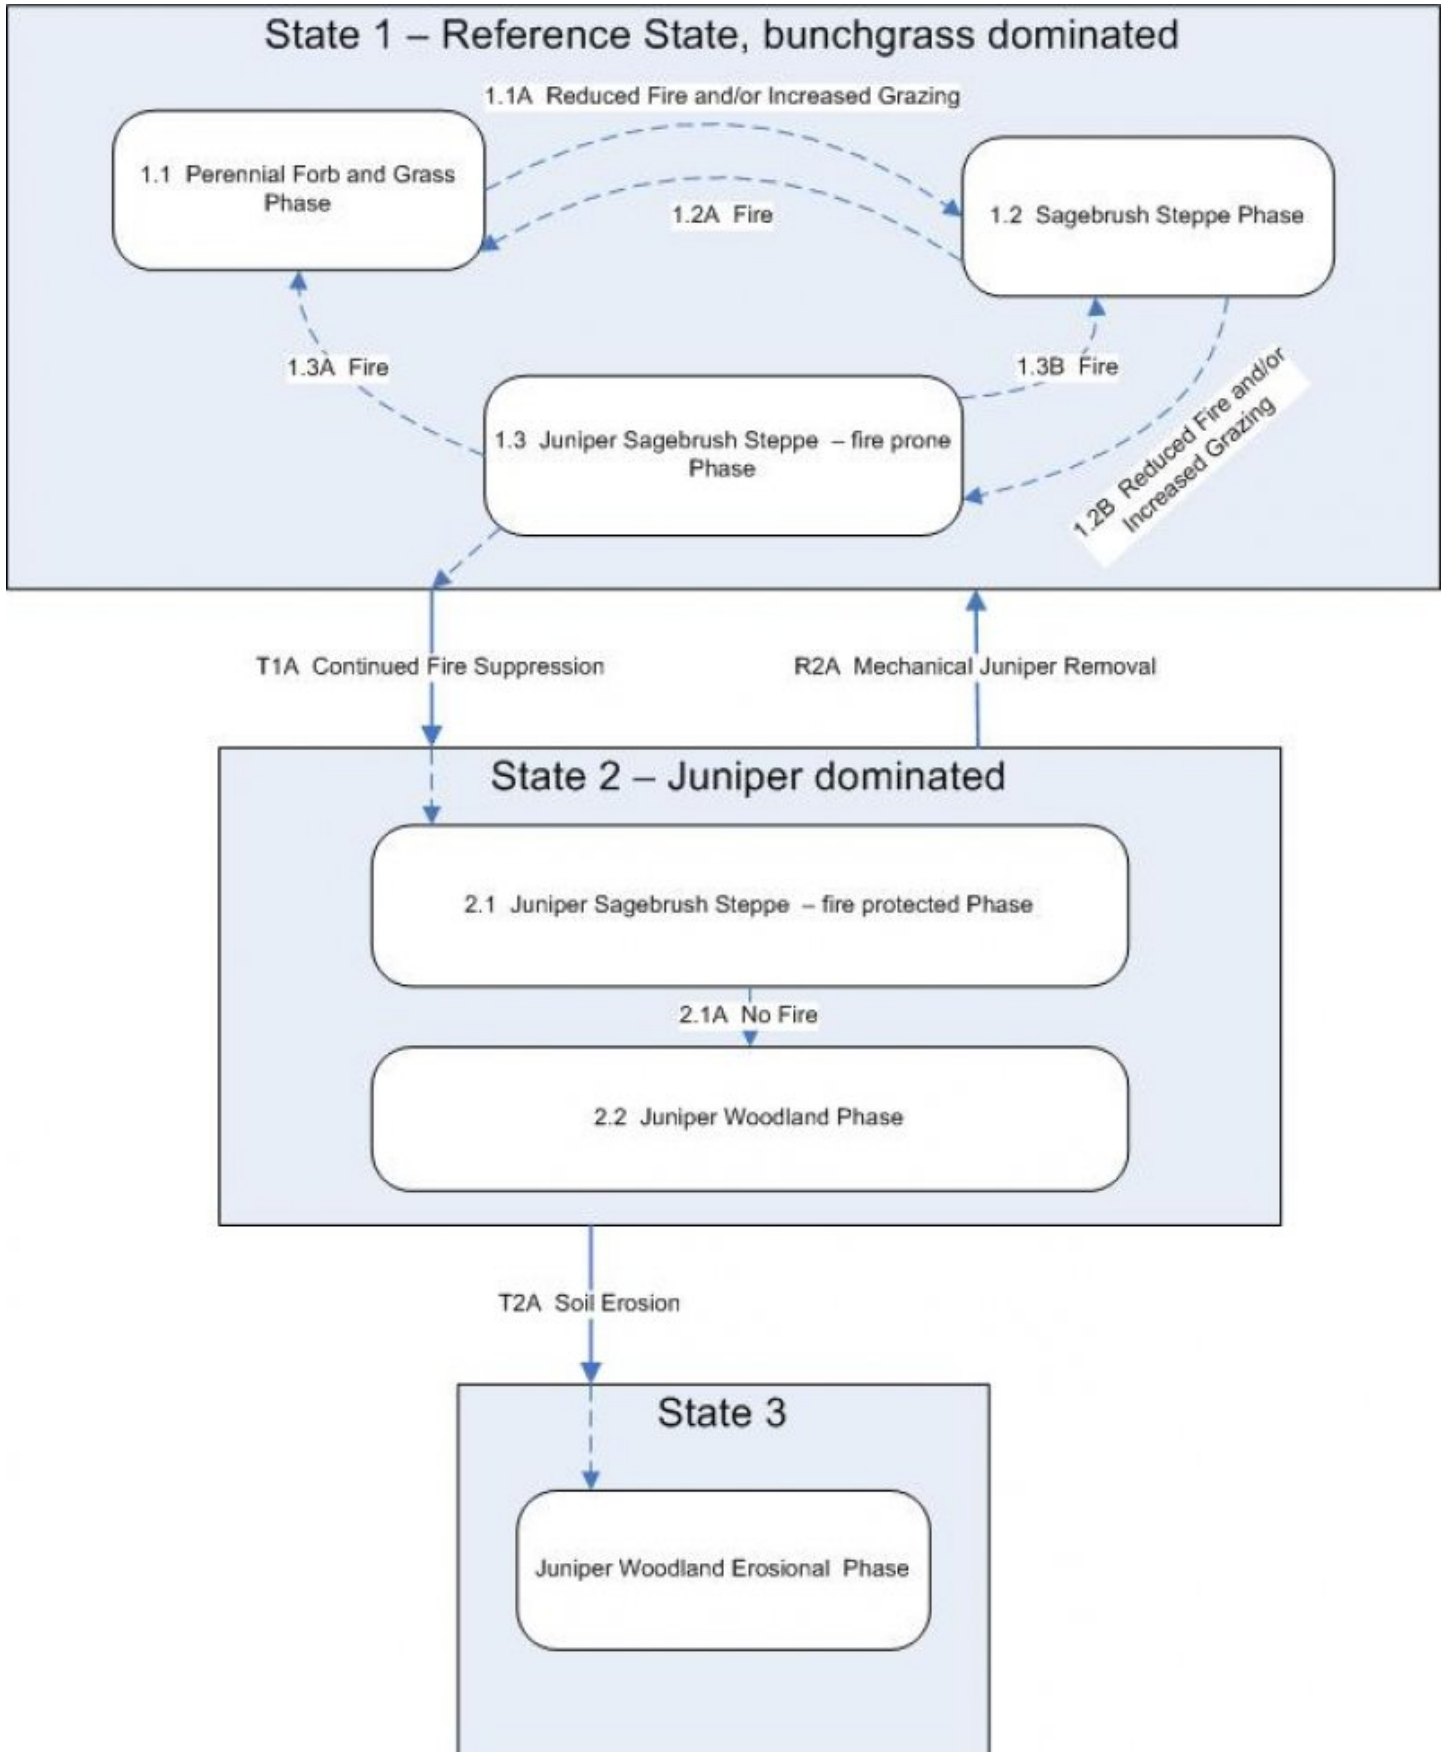 State 1 – Reference State, bunchgrass dominated
1.1A Reduced Fire and/or Increased Grazing
1.1 Perennial Forb and Grass
Phase
1.2A Fire
1.2 Sagebrush Steppe Phase
1.3A Fire
1.3B Fire
1.2B Reduced Fire and/or
Increased Grazing
1.3 Juniper Sagebrush Steppe – fire prone
Phase
T1A Continued Fire Suppression
R2A Mechanical Juniper Removal
State 2 – Juniper dominated
2.1 Juniper Sagebrush Steppe – fire protected Phase
2.1A No Fire
2.2 Juniper Woodland Phase
T2A Soil Erosion
State 3
Juniper Woodland Erosional Phase